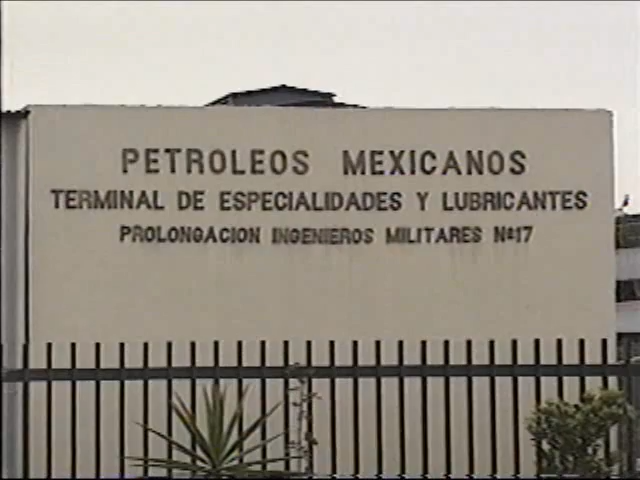 PETROLEOS MEXICANOS
TERMINAL DE ESPECIALIDADES Y LUBRICANTES
PROLONGACION INGENIEROS MILITARES Nº17